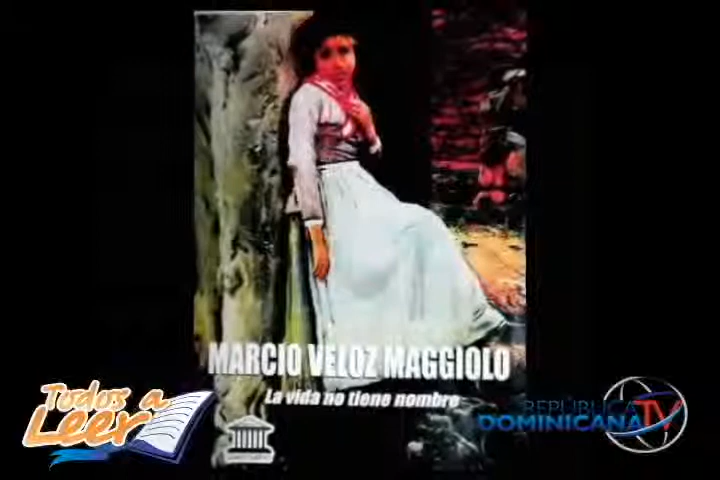 MARCIO VELOZ MAGGIOLO
La vida no tiene nombre
Todos a
Leer
REPÚBLICA
DOMINICANA
TV